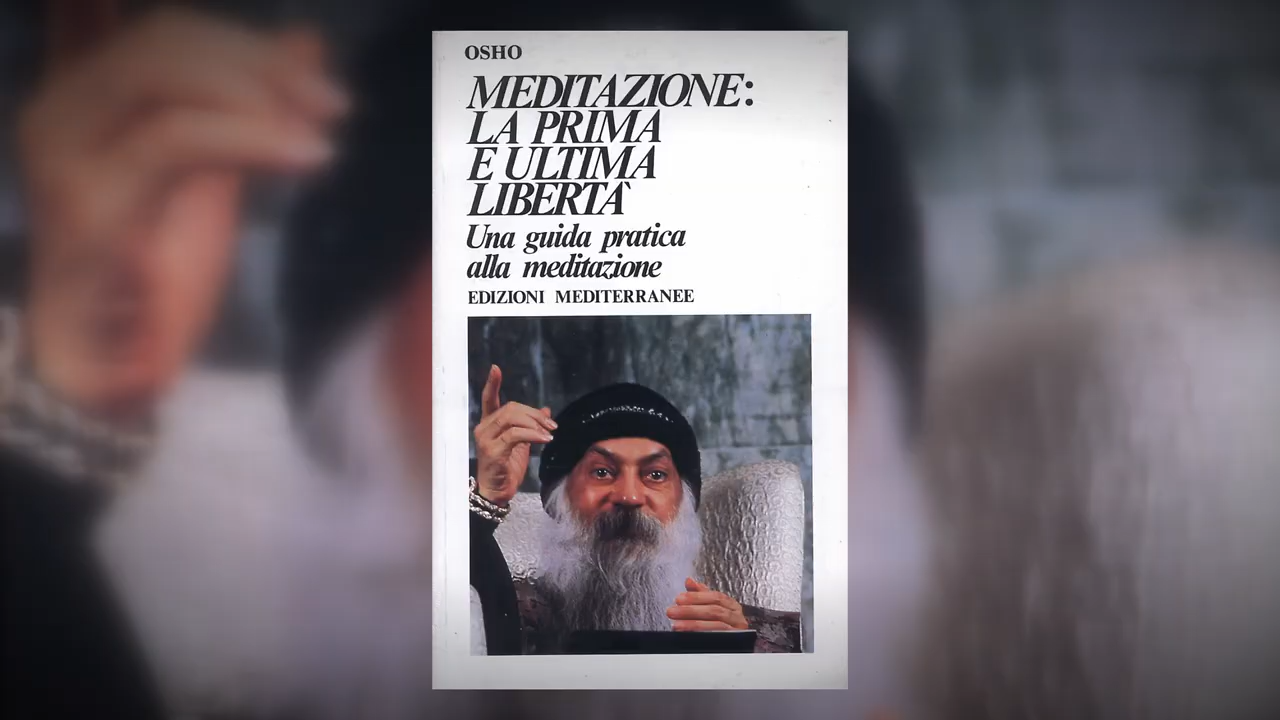 OSHO
MEDITAZIONE:
LA PRIMA
E ULTIMA
LIBERTÀ
Una guida pratica
alla meditazione
EDIZIONI MEDITERRANEE